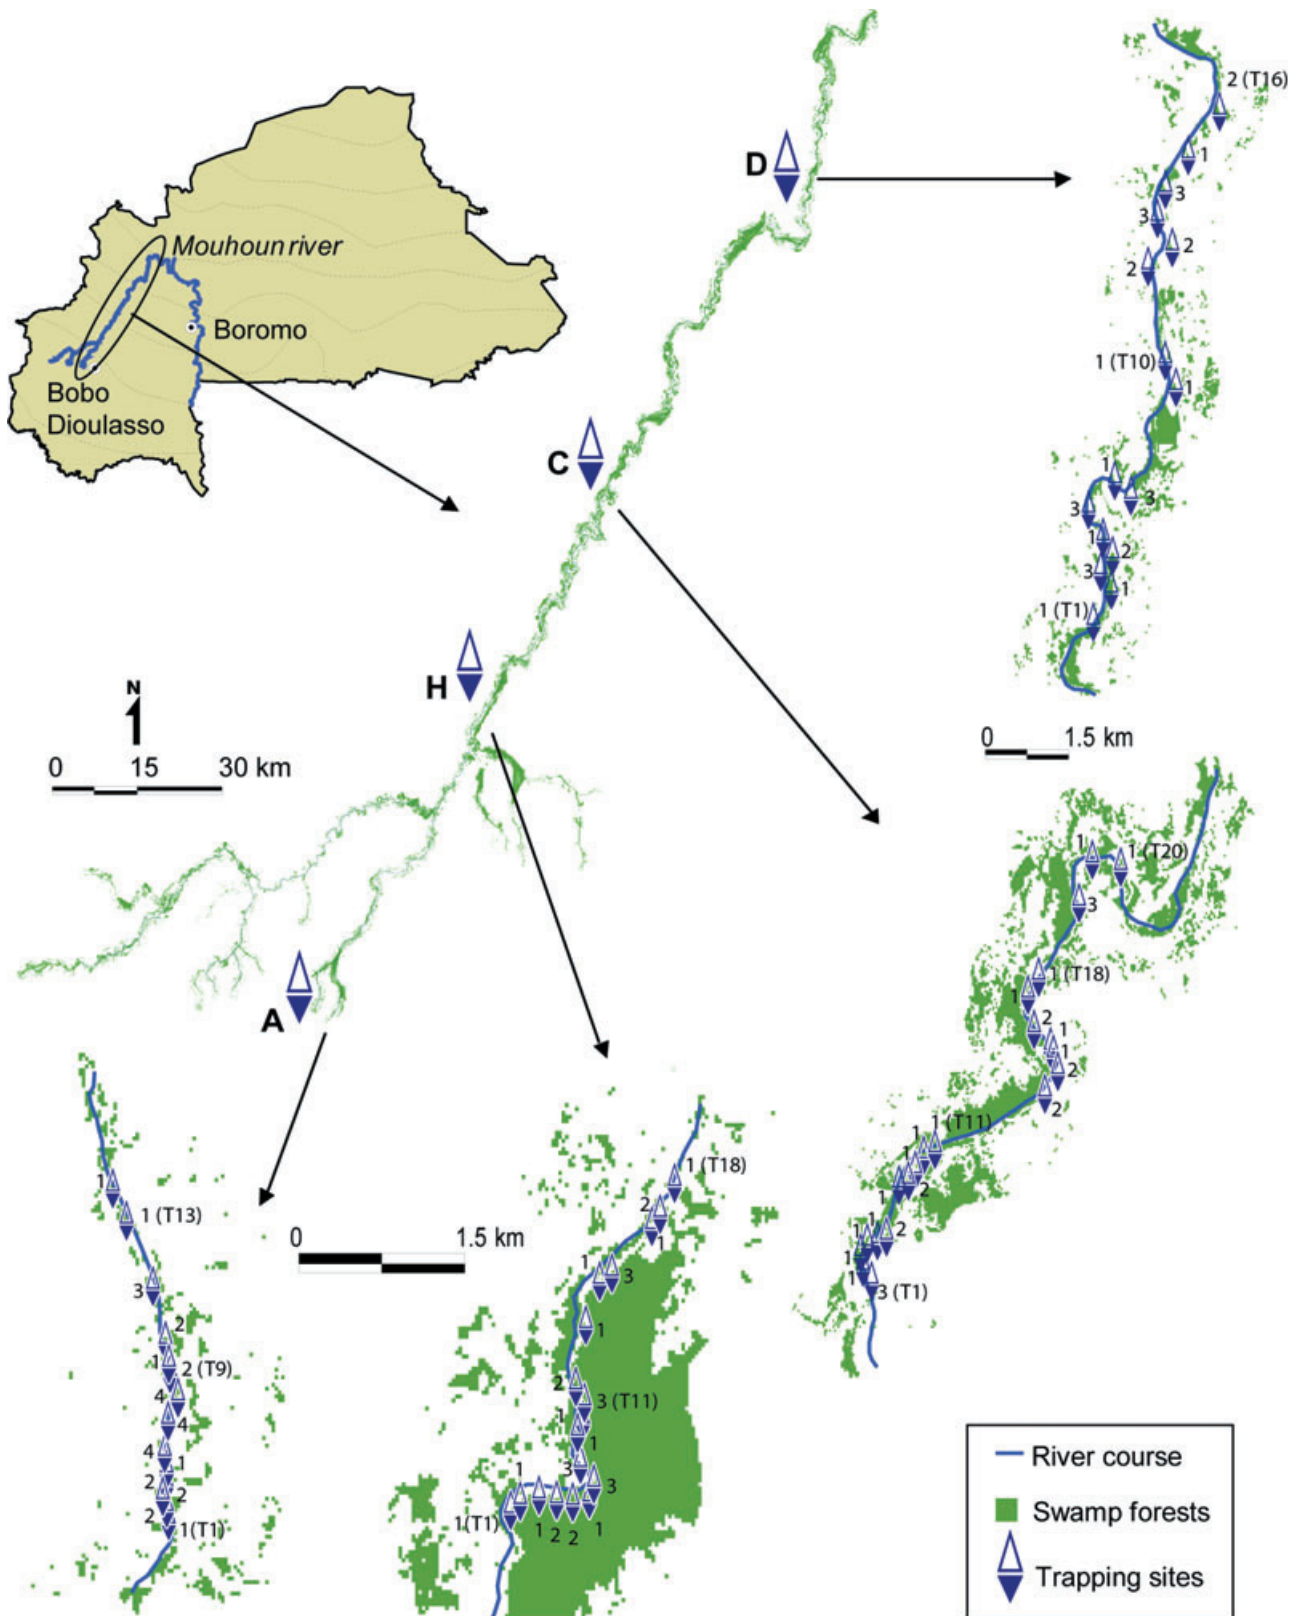 2 (T16)
1
3
3
2
2
1 (T10)
1
1
3
3
1
2
3
1
1 (T1)
D
Mouhoun river
Boromo
Bobo
Dioulasso
C
H
N
0 15 30 km
A
0 1.5 km
1
1 (T20)
3
1 (T18)
1
2
1
1
2
2
1 (T11)
1
1
2
1
1
2
1
1
1
3 (T1)
1
1 (T13)
3
2
1
2 (T9)
4
4
4
1
2
2
2
1(T1)
0 1.5 km
1 (T18)
2
1
1
3
1
2
3 (T11)
1
1
3
3
1
1(T1)
1
2
2
1
River course
Swamp forests
Trapping sites